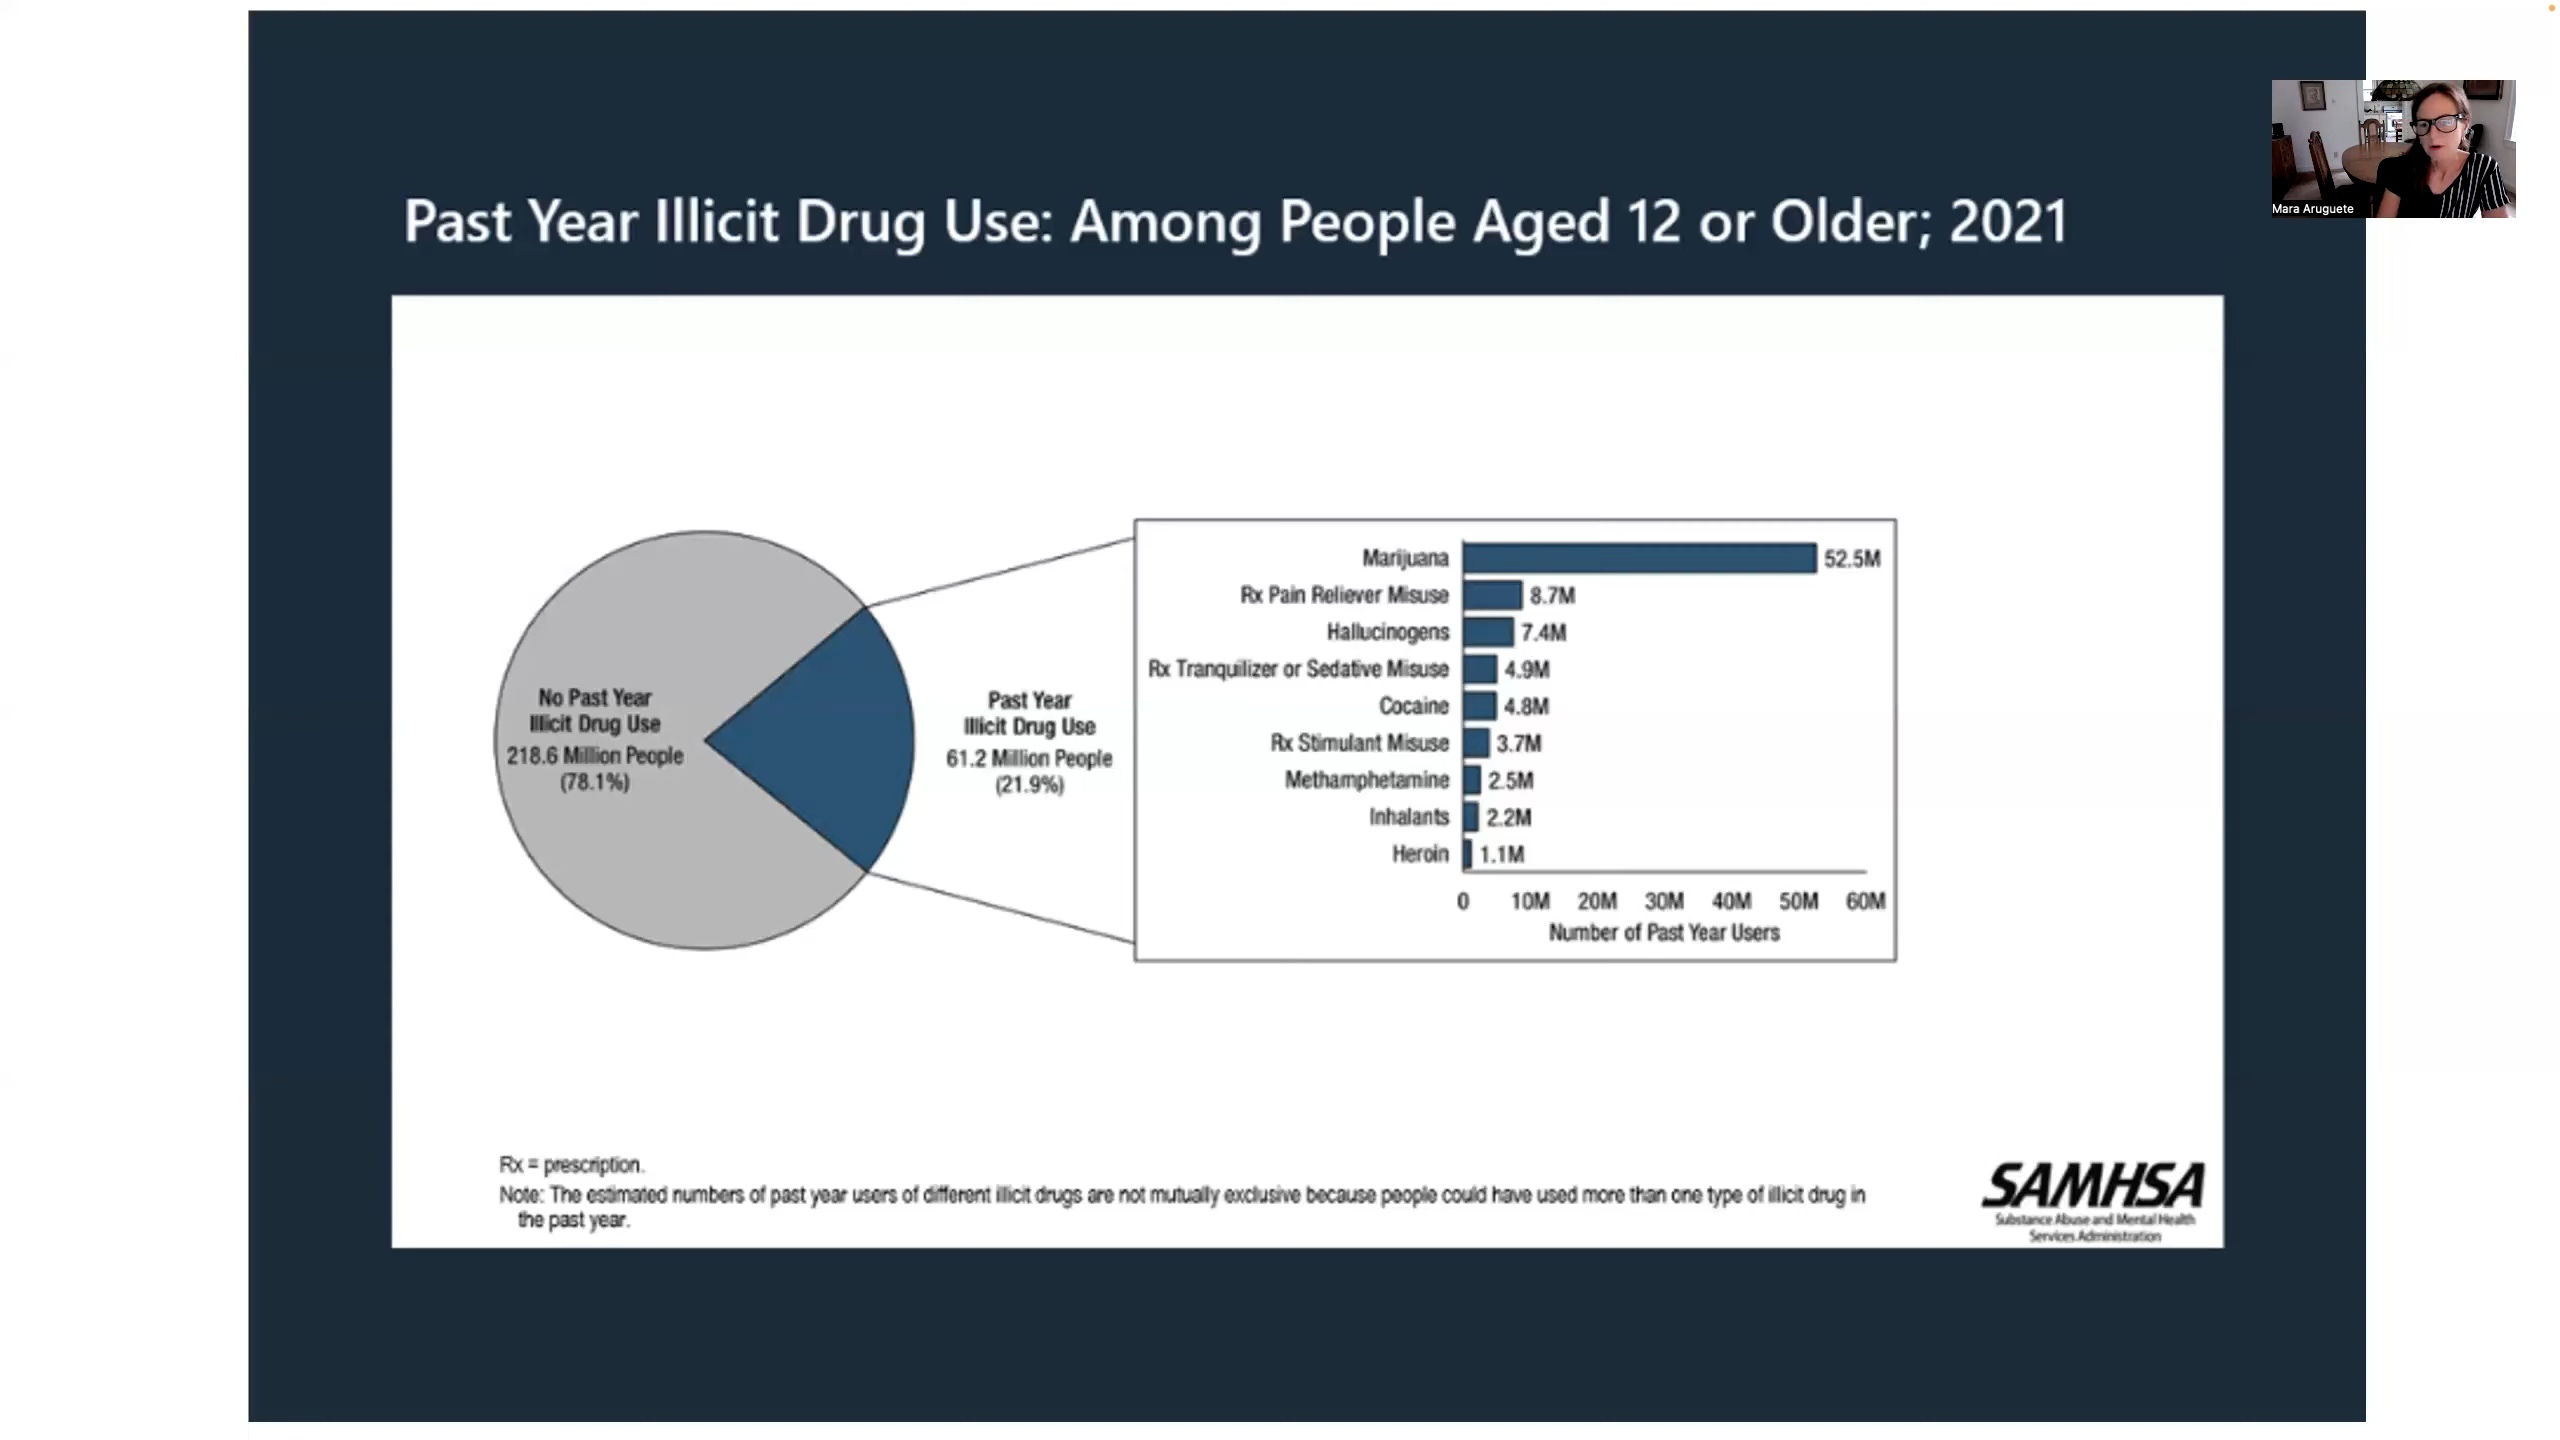 Past Year Illicit Drug Use: Among People Aged 12 or Older; 2021
Mara Aruguete
No Past Year
Illicit Drug Use
218.6 Million People
(78.1%)
Past Year
Illicit Drug Use
61.2 Million People
(21.9%)
Marijuana 52.5M
Rx Pain Reliever Misuse 8.7M
Hallucinogens 7.4M
Rx Tranquilizer or Sedative Misuse 4.9M
Cocaine 4.8M
Rx Stimulant Misuse 3.7M
Methamphetamine 2.5M
Inhalants 2.2M
Heroin 1.1M
0 10M 20M 30M 40M 50M 60M
Number of Past Year Users
Rx = prescription.
Note: The estimated numbers of past year users of different illicit drugs are not mutually exclusive because people could have used more than one type of illicit drug in
the past year.
SAMHSA
Substance Abuse and Mental Health
Services Administration